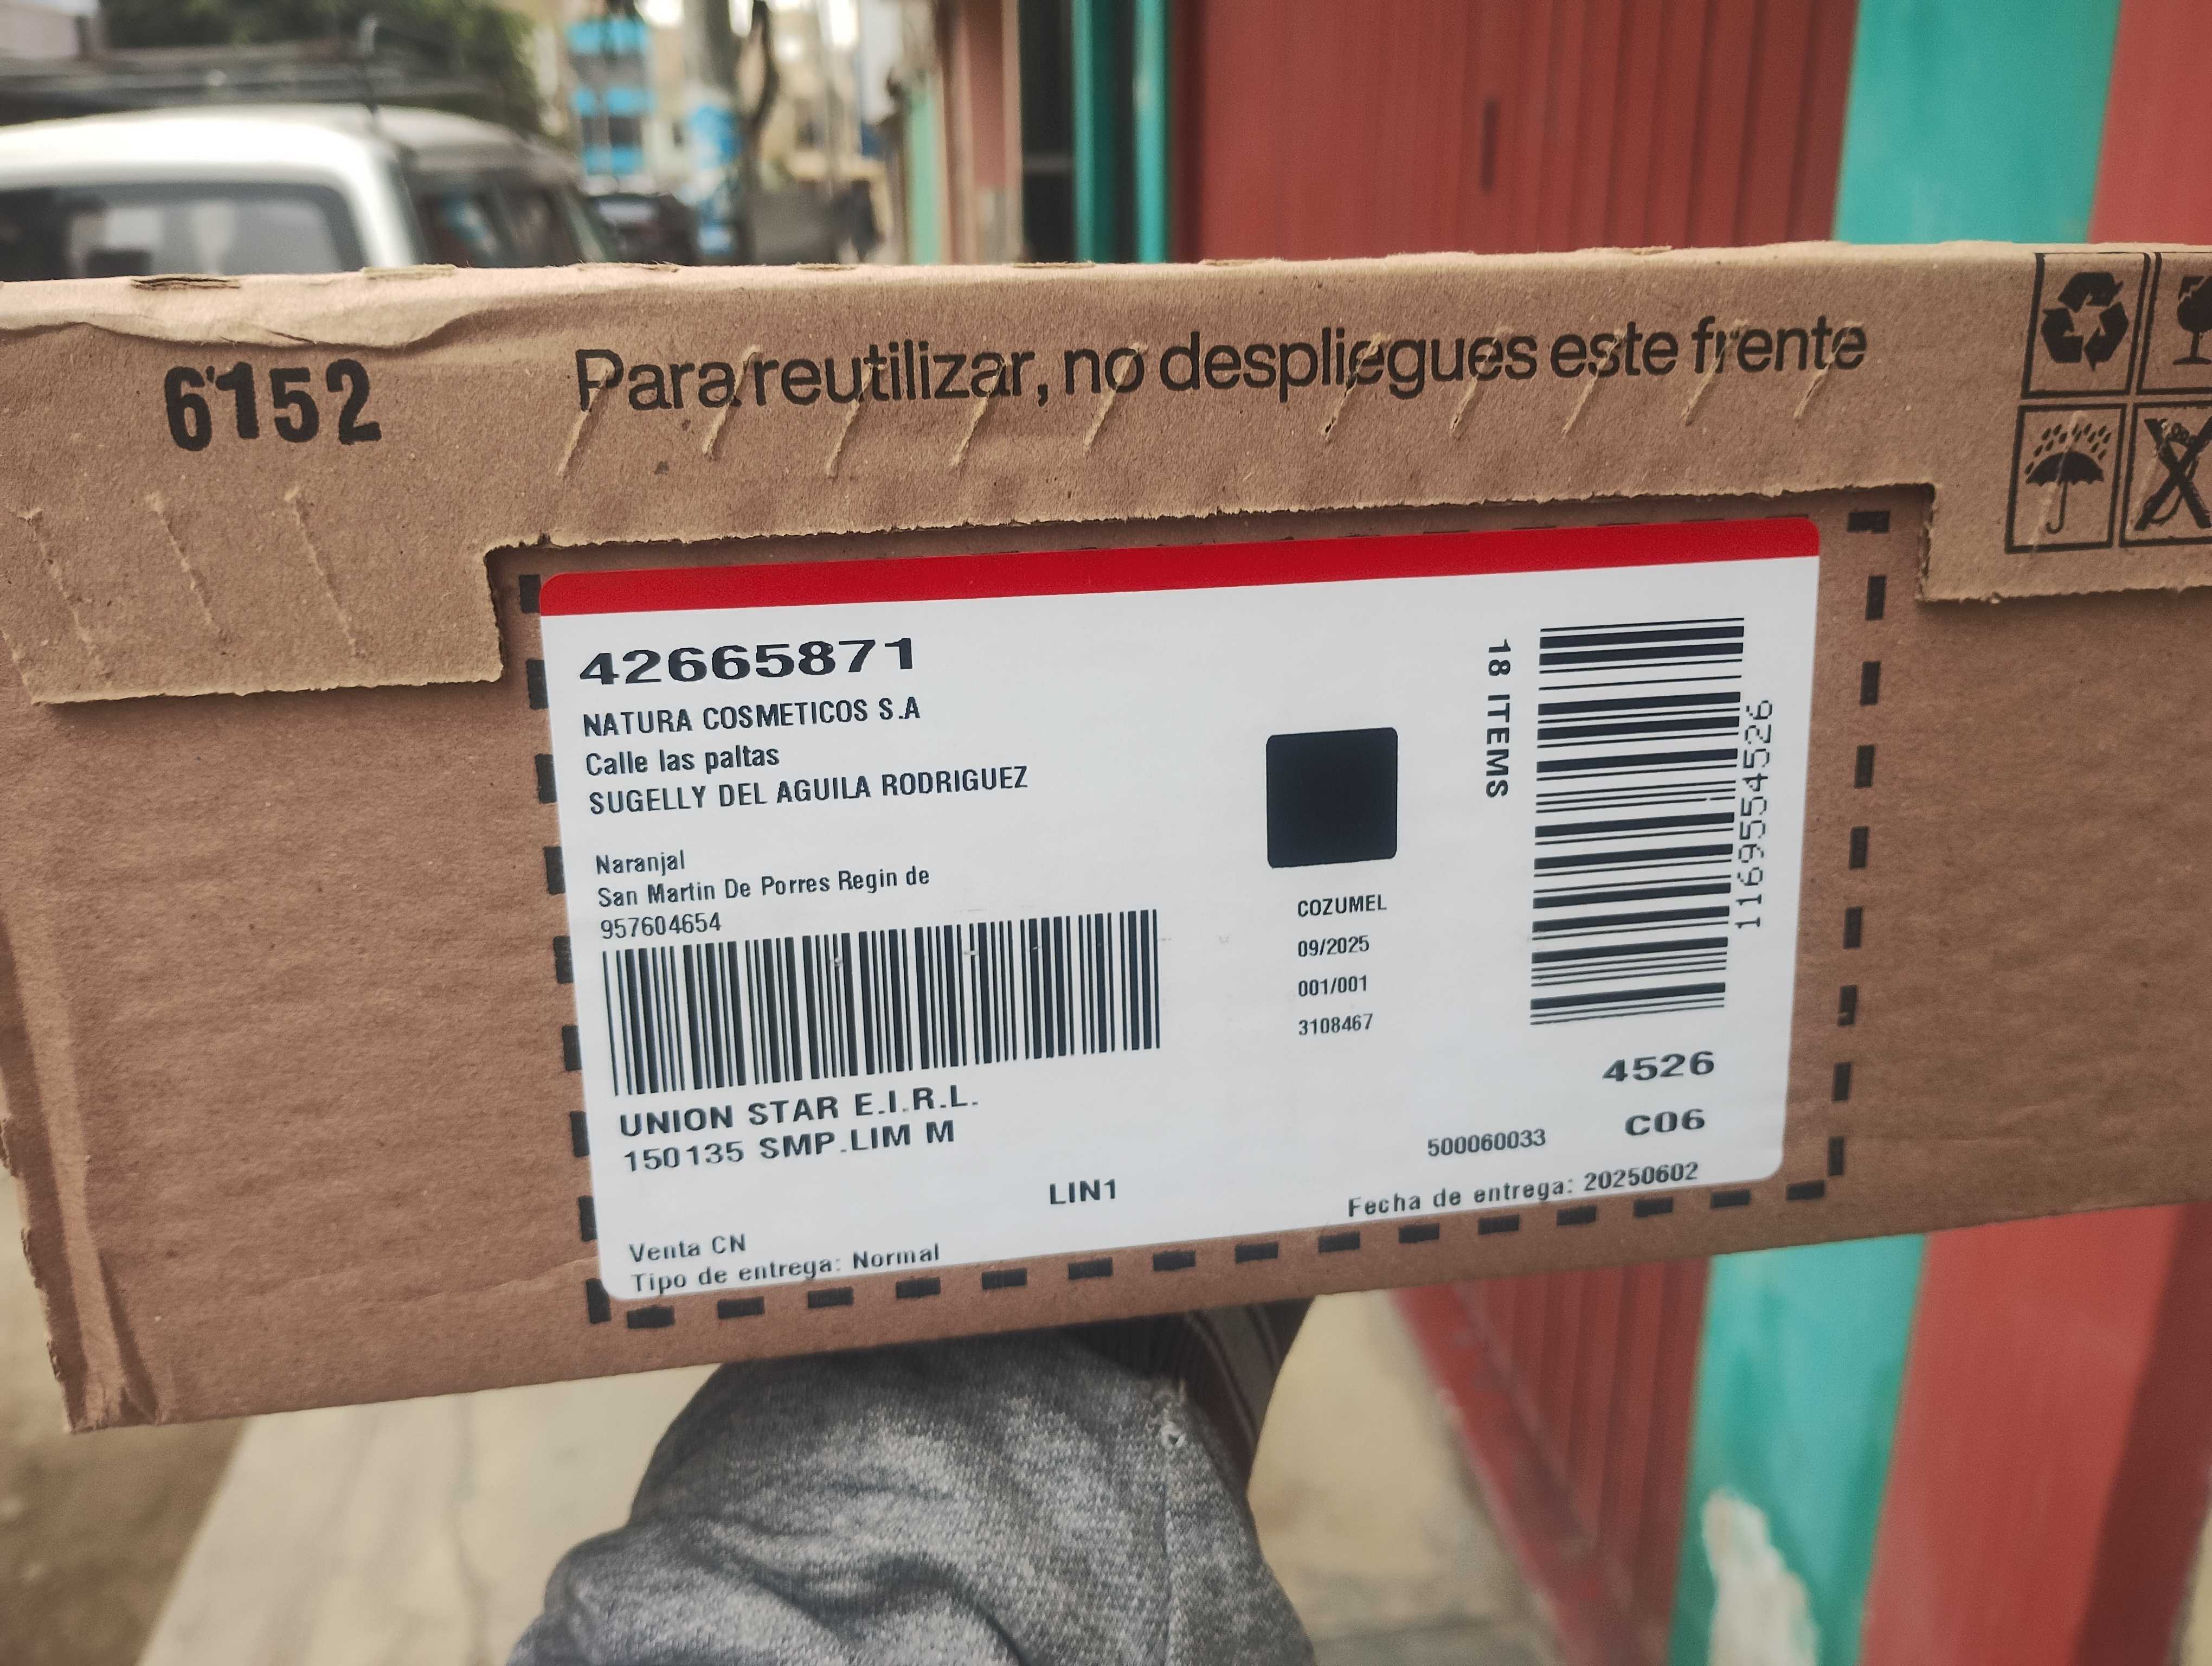 6152
Para reutilizar, no despliegues este frente
42665871
NATURA COSMETICOS S.A
Calle las paltas
SUGELLY DEL AGUILA RODRIGUEZ
Naranjal
San Martin De Porres Regin de
957604654
UNION STAR E.I.R.L.
150135 SMP.LIM M
LIN1
Venta CN
Tipo de entrega: Normal
COZUMEL
09/2025
001/001
3108467
18 ITEMS
1169554526
4526
C06
500060033
Fecha de entrega: 20250602